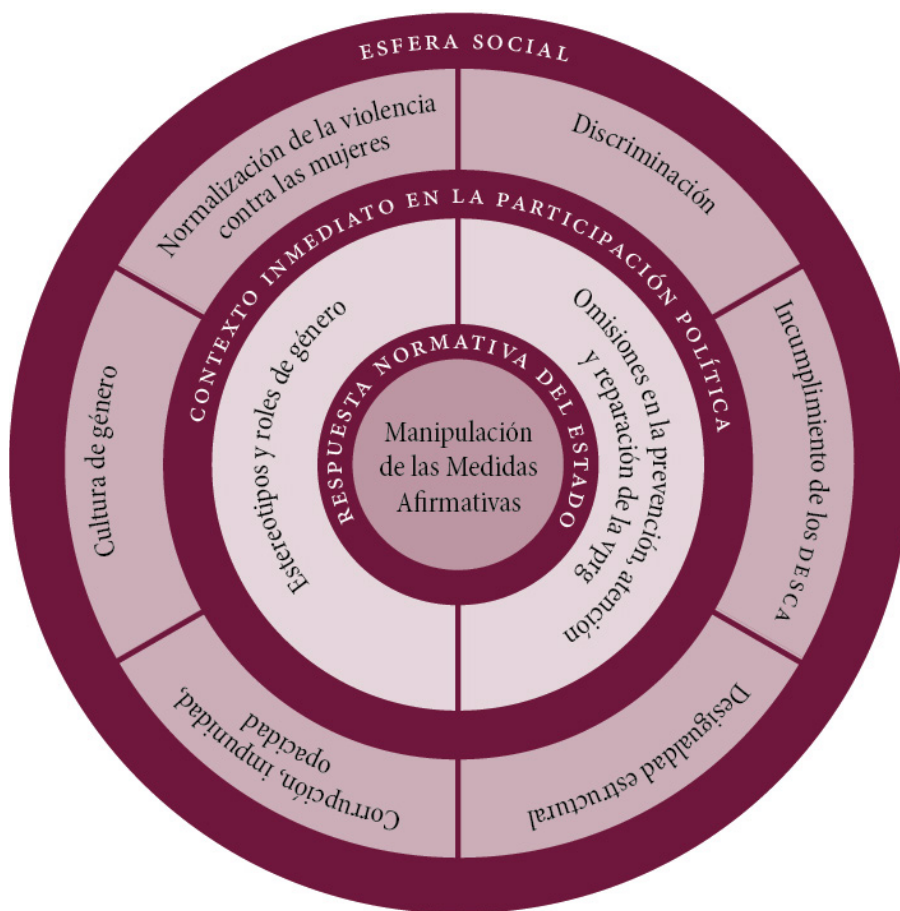 ESFERA SOCIAL
Normalización de la violencia
contra las mujeres
Discriminación
Incumplimiento de los DESCA
Desigualdad estructural
Corrupción, impunidad,
opacidad
Cultura de género
CONTEXTO INMEDIATO EN LA PARTICIPACIÓN POLÍTICA
Estereotipos y roles de género
Omisiones en la prevención, atención
y reparación de la vprg
RESPUESTA NORMATIVA DEL ESTADO
Manipulación
de las Medidas
Afirmativas